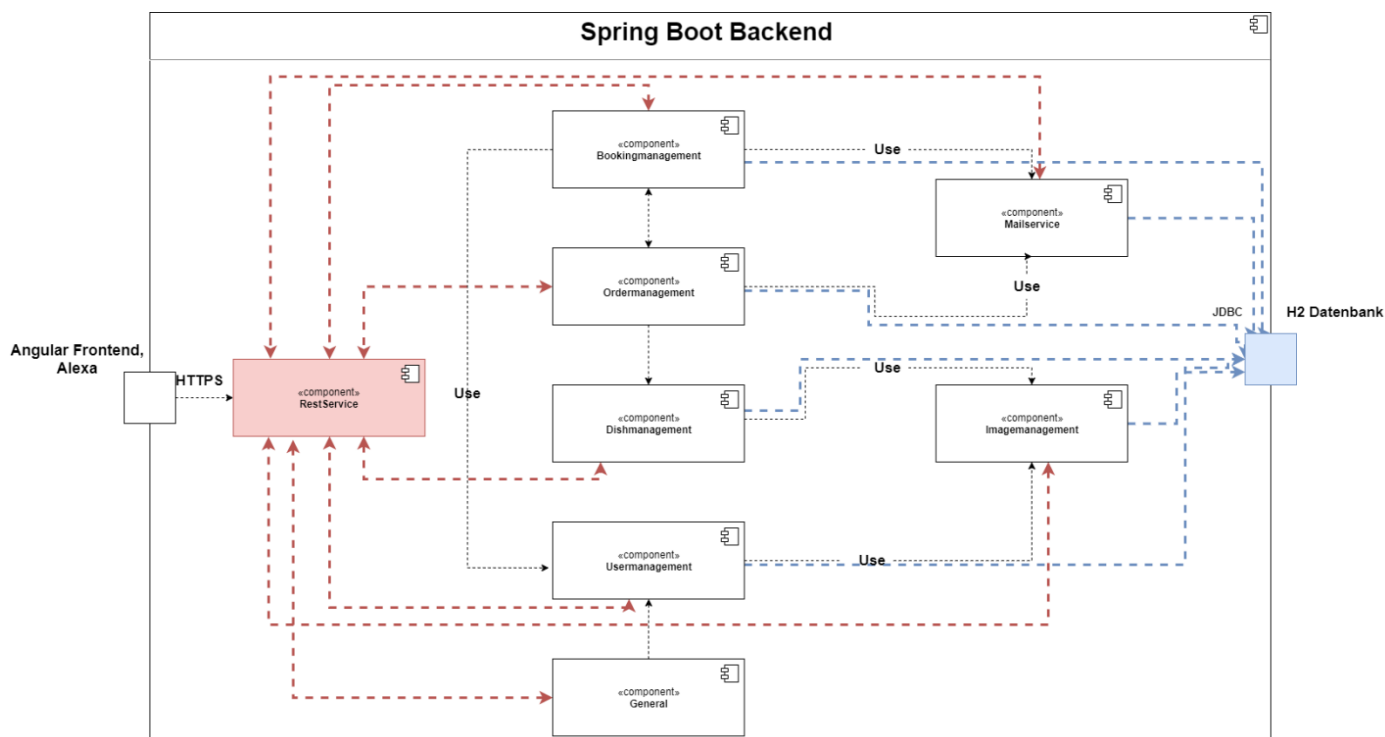 Spring Boot Backend
«component»
Bookingmanagement
Use
«component»
Mailservice
«component»
Ordermanagement
Use
JDBC
H2 Datenbank
Angular Frontend,
Alexa
HTTPS
«component»
RestService
Use
Use
«component»
Dishmanagement
«component»
Imagemanagement
«component»
Usermanagement
Use
«component»
General